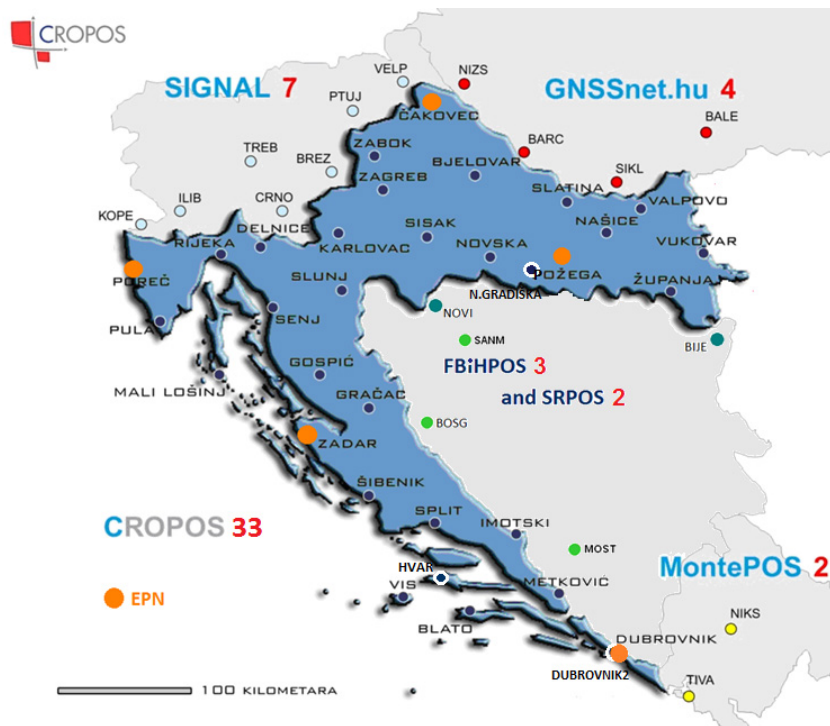 CROPOS
VELP
NIZS
SIGNAL 7
GNSSnet.hu 4
PTUJ
ČAKOVEC
BALE
ZABOK
BARC
TREB
BREZ
BJELOVAR
SIKL
ZAGREB
SLATINA
VALPOVO
ILIB
CRNO
KOPE
DELNICE
SISAK
NAŠICE
RIJEKA
KARLOVAC
NOVSKA
VUKOVAR
POREČ
POŽEGA
SLUNJ
ŽUPANJA
N.GRADIŠKA
NOVI
PULA
SENJ
SANM
BIJE
GOSPIĆ
FBiHPOS 3
MALI LOŠINJ
and SRPOS 2
GRAČAC
BOSG
ZADAR
ŠIBENIK
CROPOS 33
SPLIT
IMOTSKI
MOST
HVAR
MontePOS 2
VIS
METKOVIĆ
EPN
NIKS
BLATO
DUBROVNIK
DUBROVNIK2
TIVA
100 KILOMETARA